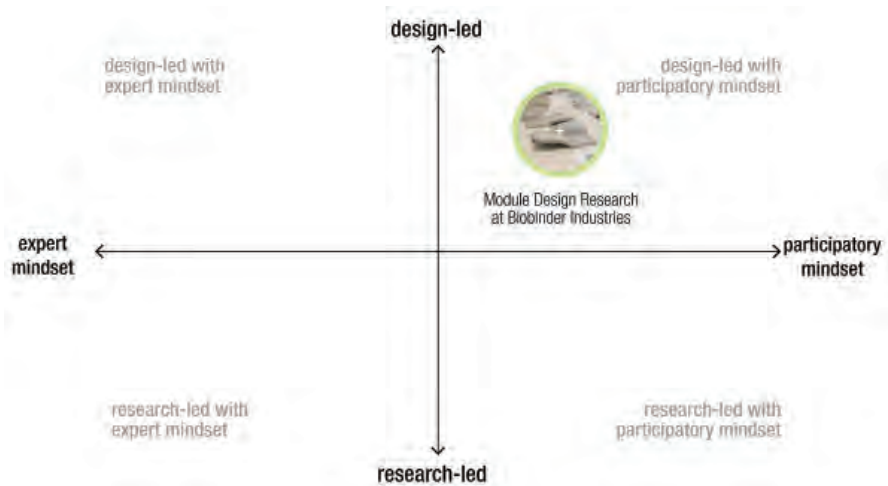 design-led
design-led with
expert mindset
design-led with
participatory mindset
Module Design Research
at Biobinder Industries
expert
mindset
participatory
mindset
research-led with
expert mindset
research-led with
participatory mindset
research-led